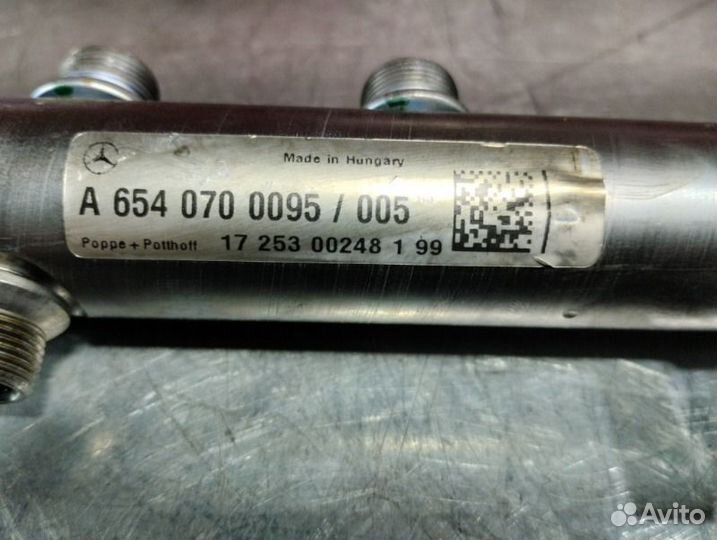 Made in Hungary
A 654 070 0095 / 005
Poppe + Potthoff 17 253 00248 1 99
Avito